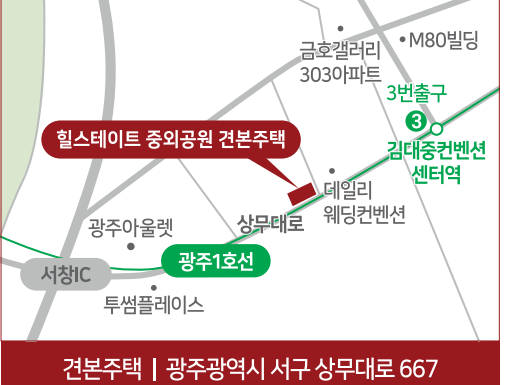 금호갤러리
303아파트
M80빌딩
3번출구
3
김대중컨벤션
센터역
힐스테이트 중외공원 견본주택
데일리
웨딩컨벤션
상무대로
광주아울렛
광주1호선
서창IC
투썸플레이스
견본주택 | 광주광역시 서구 상무대로 667